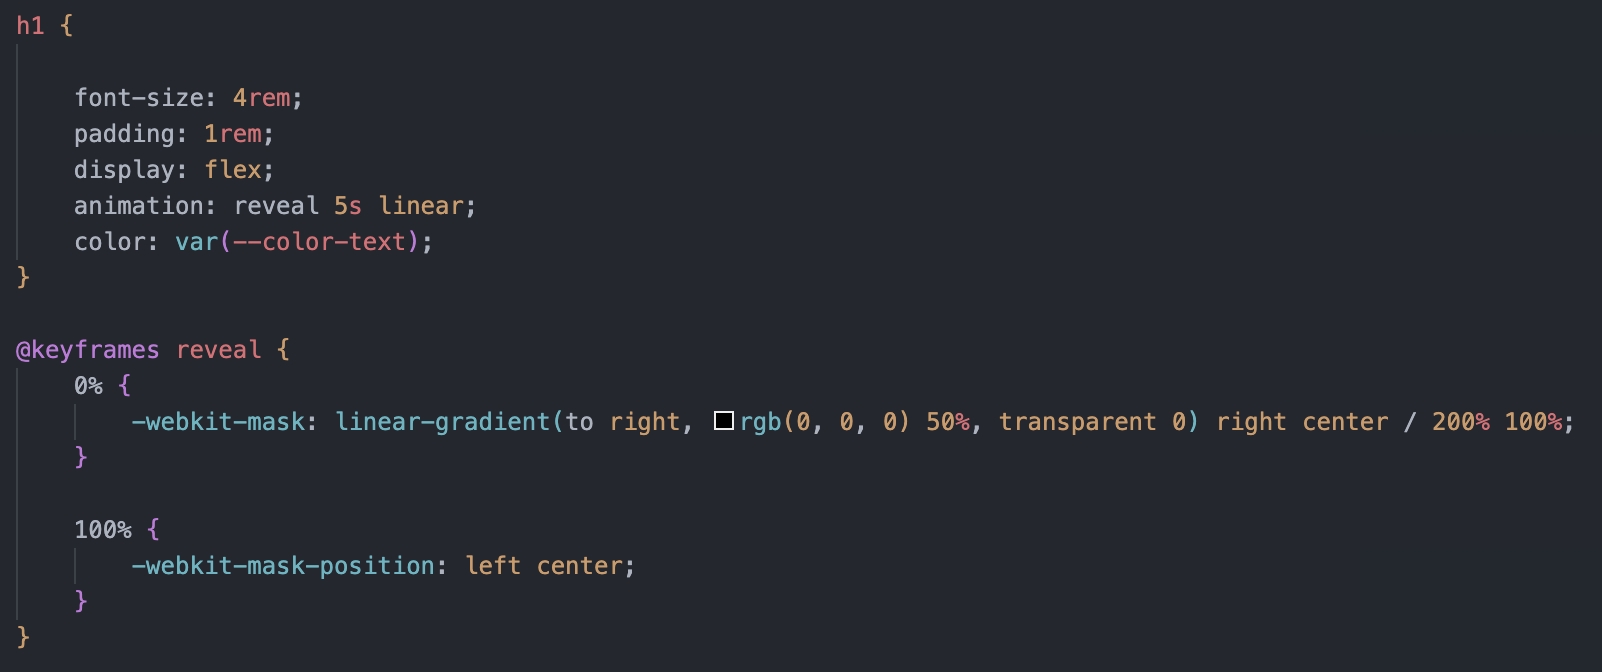 h1 {
font-size: 4rem;
padding: 1rem;
display: flex;
animation: reveal 5s linear;
color: var(--color-text);
}
@keyframes reveal {
0% {
-webkit-mask: linear-gradient(to right, rgb(0, 0, 0) 50%, transparent 0) right center / 200% 100%;
}
100% {
-webkit-mask-position: left center;
}
}